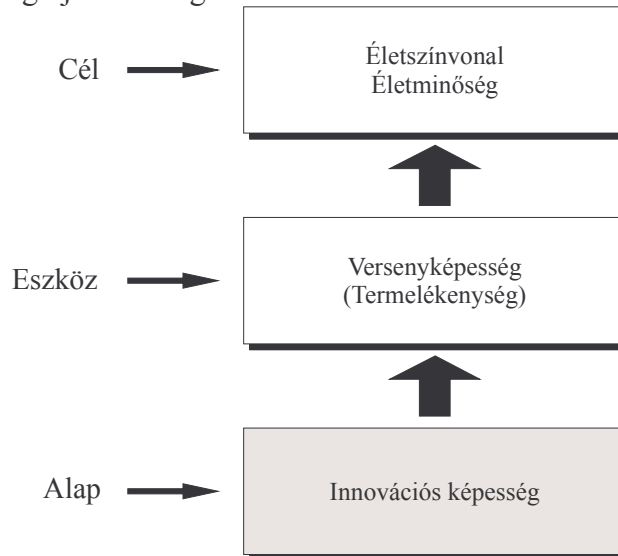 Cél
Életszínvonal
Életminőség
Eszköz
Versenyképesség
(Termelékenység)
Alap
Innovációs képesség